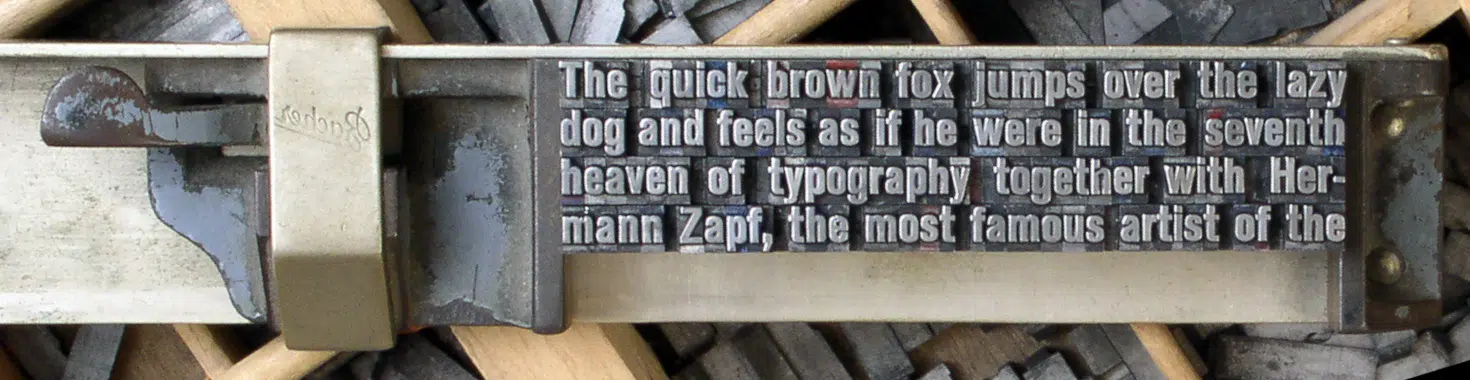 The quick brown fox jumps over the lazy
dog and feels as if he were in the seventh
heaven of typography together with Her-
mann Zapf, the most famous artist of the